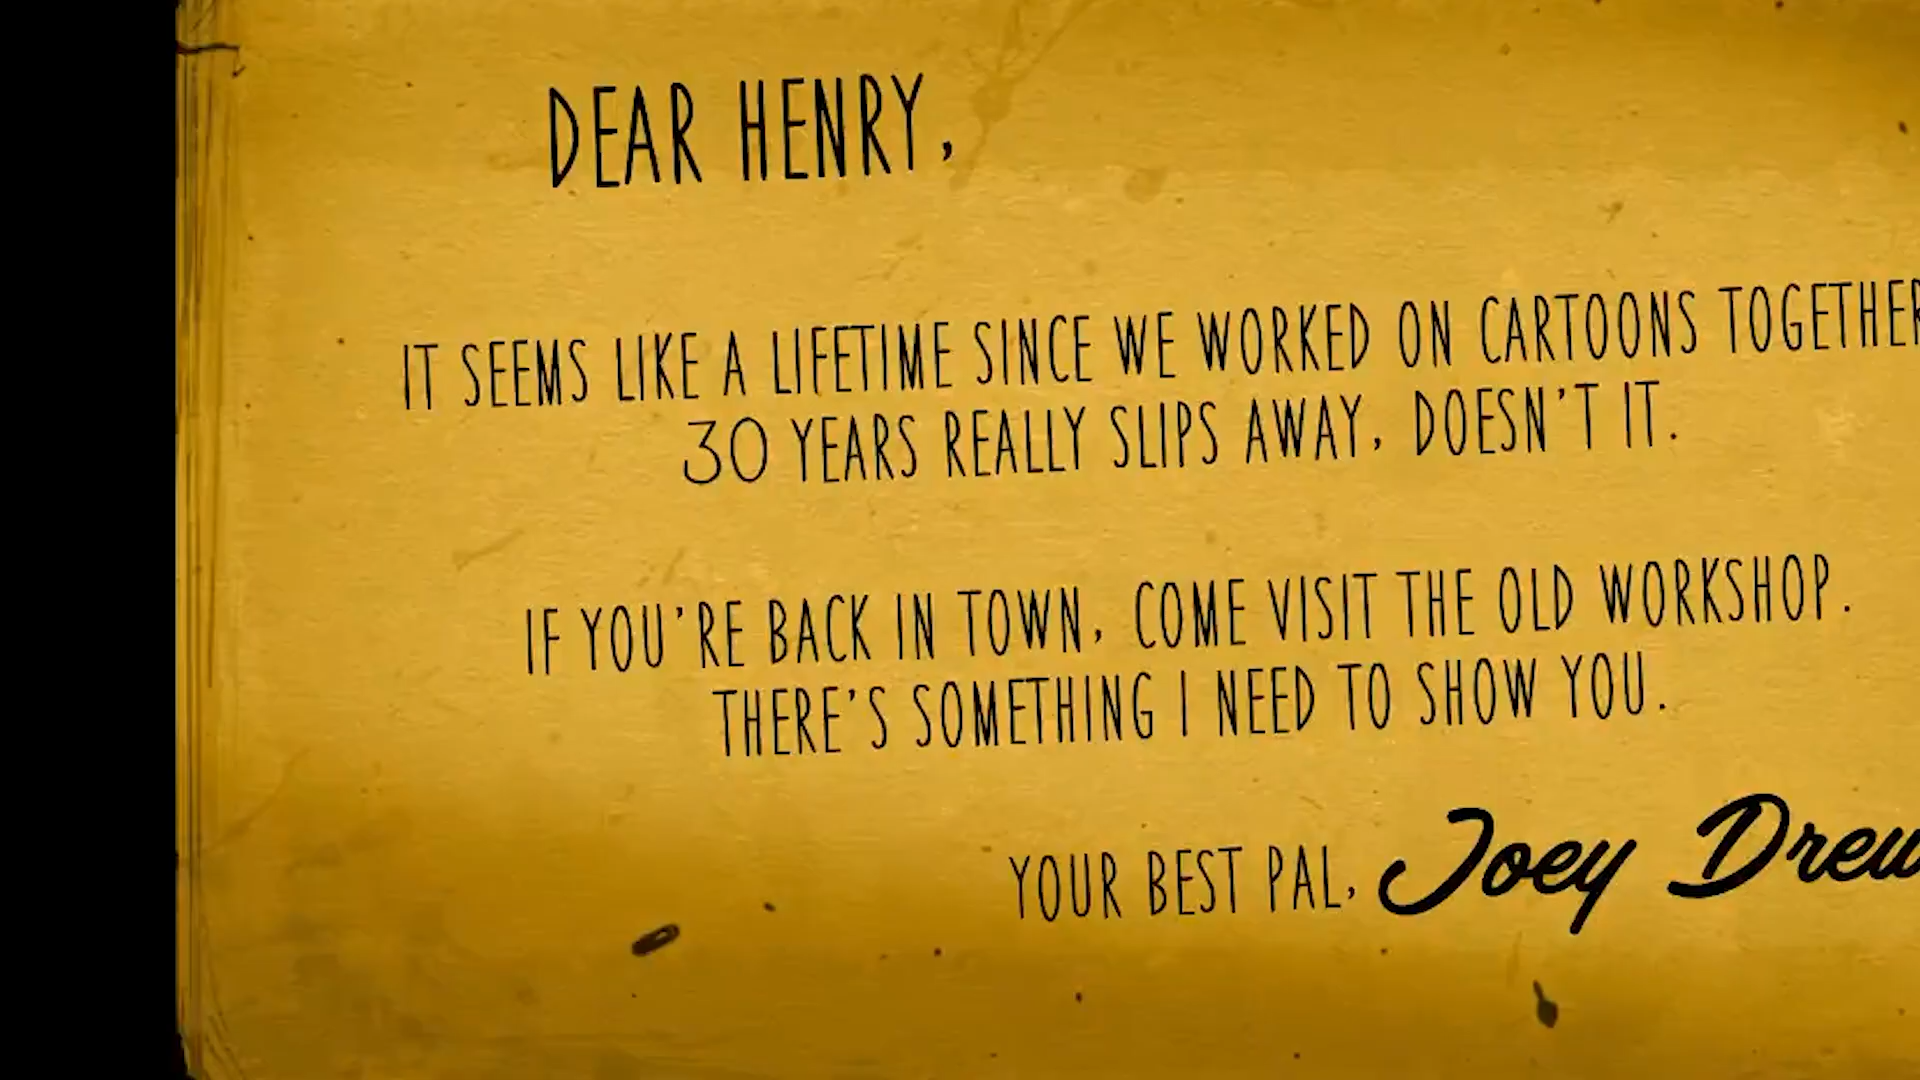 DEAR HENRY,
IT SEEMS LIKE A LIFETIME SINCE WE WORKED ON CARTOONS TOGETHER
30 YEARS REALLY SLIPS AWAY, DOESN'T IT.
IF YOU'RE BACK IN TOWN, COME VISIT THE OLD WORKSHOP.
THERE'S SOMETHING I NEED TO SHOW YOU.
YOUR BEST PAL, Joey Drew